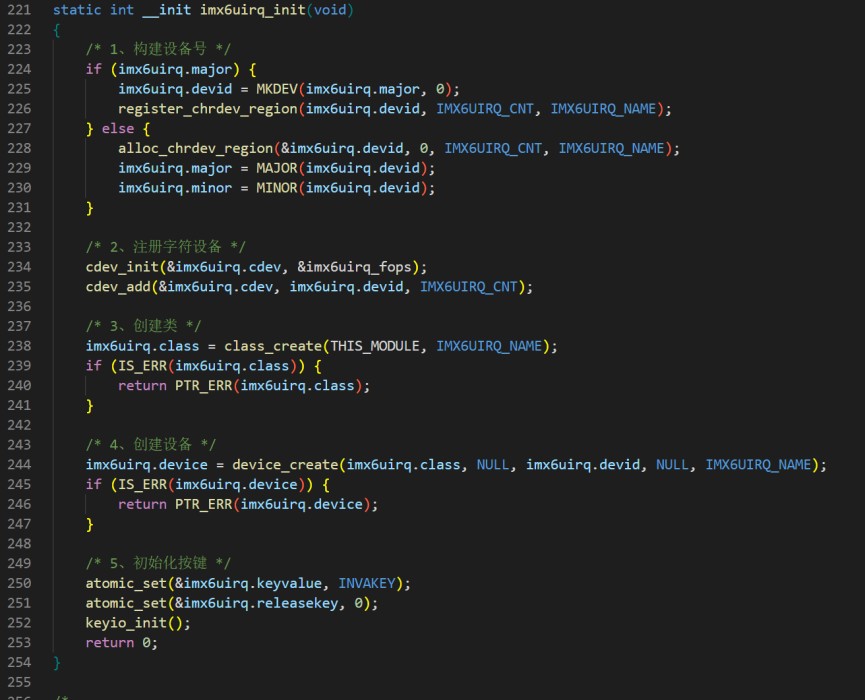 221 static int __init imx6uirq_init(void)
222 {
223     /* 1、构建设备号 */
224     if (imx6uirq.major) {
225         imx6uirq.devid = MKDEV(imx6uirq.major, 0);
226         register_chrdev_region(imx6uirq.devid, IMX6UIRQ_CNT, IMX6UIRQ_NAME);
227     } else {
228         alloc_chrdev_region(&imx6uirq.devid, 0, IMX6UIRQ_CNT, IMX6UIRQ_NAME);
229         imx6uirq.major = MAJOR(imx6uirq.devid);
230         imx6uirq.minor = MINOR(imx6uirq.devid);
231     }
232
233     /* 2、注册字符设备 */
234     cdev_init(&imx6uirq.cdev, &imx6uirq_fops);
235     cdev_add(&imx6uirq.cdev, imx6uirq.devid, IMX6UIRQ_CNT);
236
237     /* 3、创建类 */
238     imx6uirq.class = class_create(THIS_MODULE, IMX6UIRQ_NAME);
239     if (IS_ERR(imx6uirq.class)) {
240         return PTR_ERR(imx6uirq.class);
241     }
242
243     /* 4、创建设备 */
244     imx6uirq.device = device_create(imx6uirq.class, NULL, imx6uirq.devid, NULL, IMX6UIRQ_NAME);
245     if (IS_ERR(imx6uirq.device)) {
246         return PTR_ERR(imx6uirq.device);
247     }
248
249     /* 5、初始化按键 */
250     atomic_set(&imx6uirq.keyvalue, INVAKEY);
251     atomic_set(&imx6uirq.releasekey, 0);
252     keyio_init();
253     return 0;
254 }
255